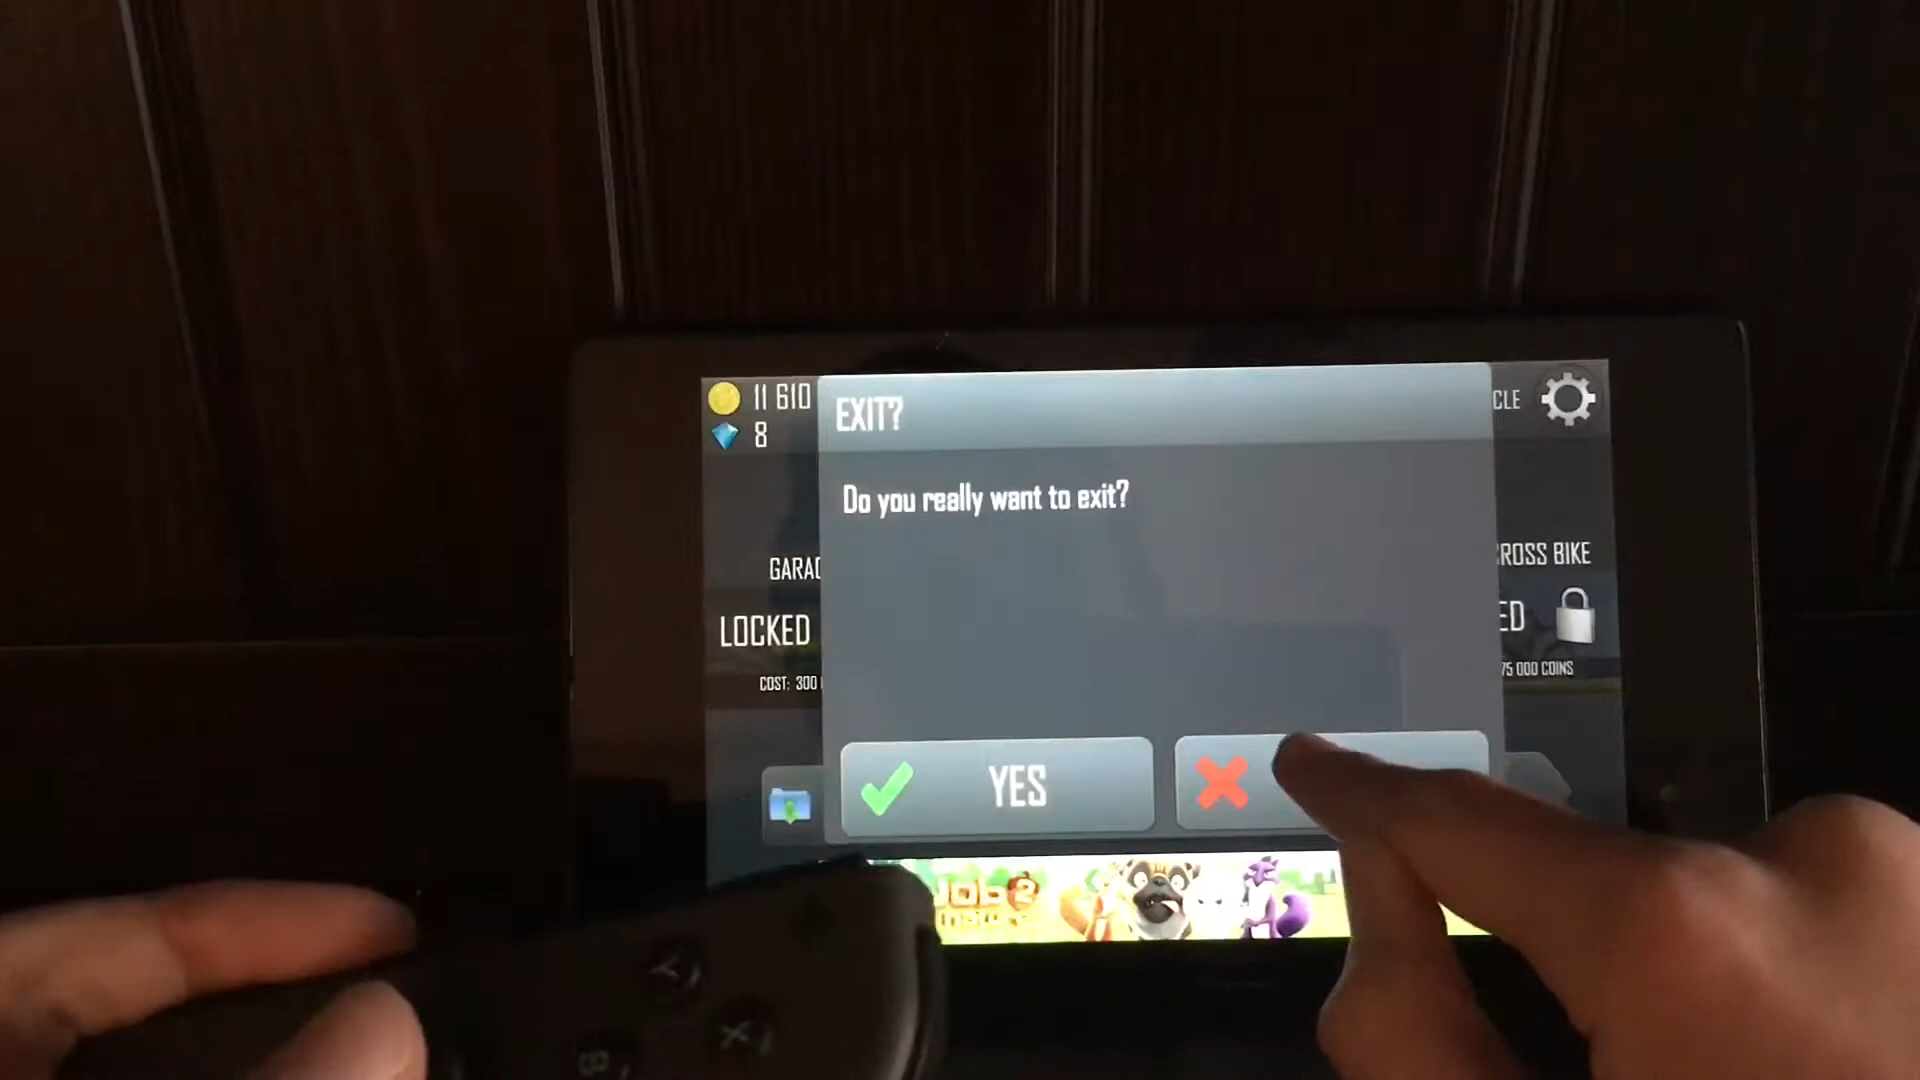 11 610
EXIT?
CLE
8
Do you really want to exit?
GARAG
ROSS BIKE
LOCKED
ED
COST: 300
75 000 COINS
YES
Y
X
B